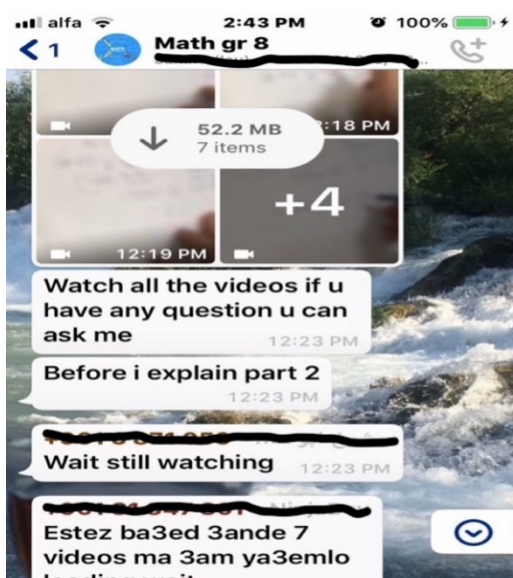 alfa 2:43 PM 100%
1 Math gr 8
52.2 MB
:18 PM
7 items
+4
12:19 PM
Watch all the videos if u
have any question u can
ask me
12:23 PM
Before i explain part 2
12:23 PM
Wait still watching 12:23 PM
Estez ba3ed 3ande 7
videos ma 3am ya3emlo